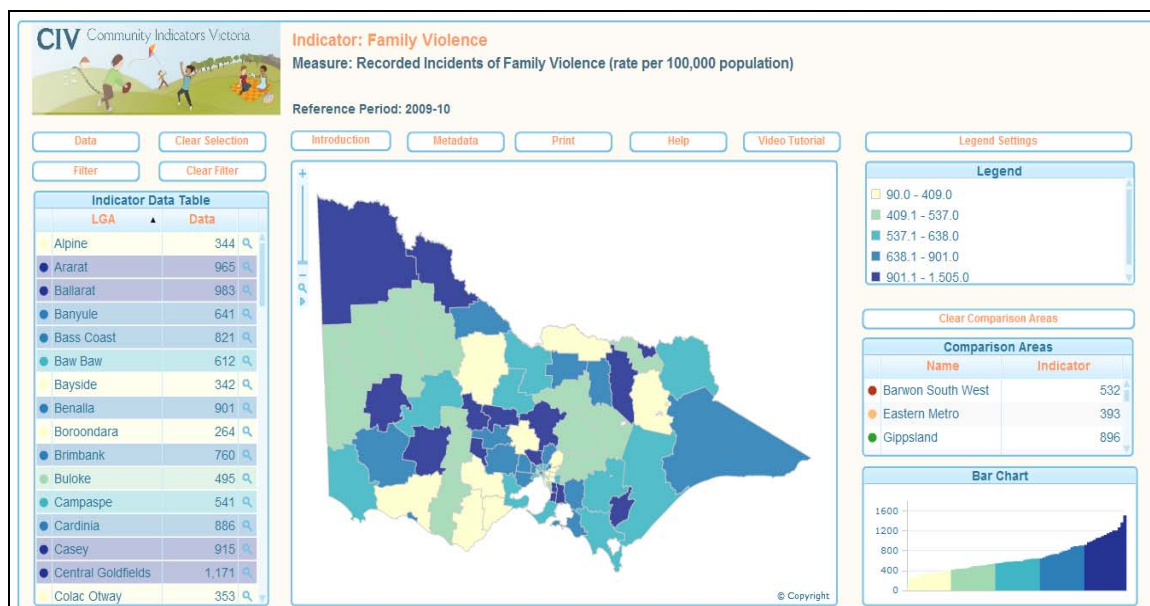 CIV Community Indicators Victoria
Indicator: Family Violence
Measure: Recorded Incidents of Family Violence (rate per 100,000 population)
Reference Period: 2009-10
Data Clear Selection
Filter Clear Filter
Introduction Metadata Print Help Video Tutorial
Legend Settings
Indicator Data Table
LGA Data
Alpine 344
Ararat 965
Ballarat 983
Banyule 641
Bass Coast 821
Baw Baw 612
Bayside 342
Benalla 901
Boroondara 264
Brimbank 760
Buloke 495
Campaspe 541
Cardinia 886
Casey 915
Central Goldfields 1,171
Colac Otway 353
© Copyright
Legend
90.0 - 409.0
409.1 - 537.0
537.1 - 638.0
638.1 - 901.0
901.1 - 1.505.0
Clear Comparison Areas
Comparison Areas
Name Indicator
Barwon South West 532
Eastern Metro 393
Gippsland 896
Bar Chart
1600
1200
800
400
0